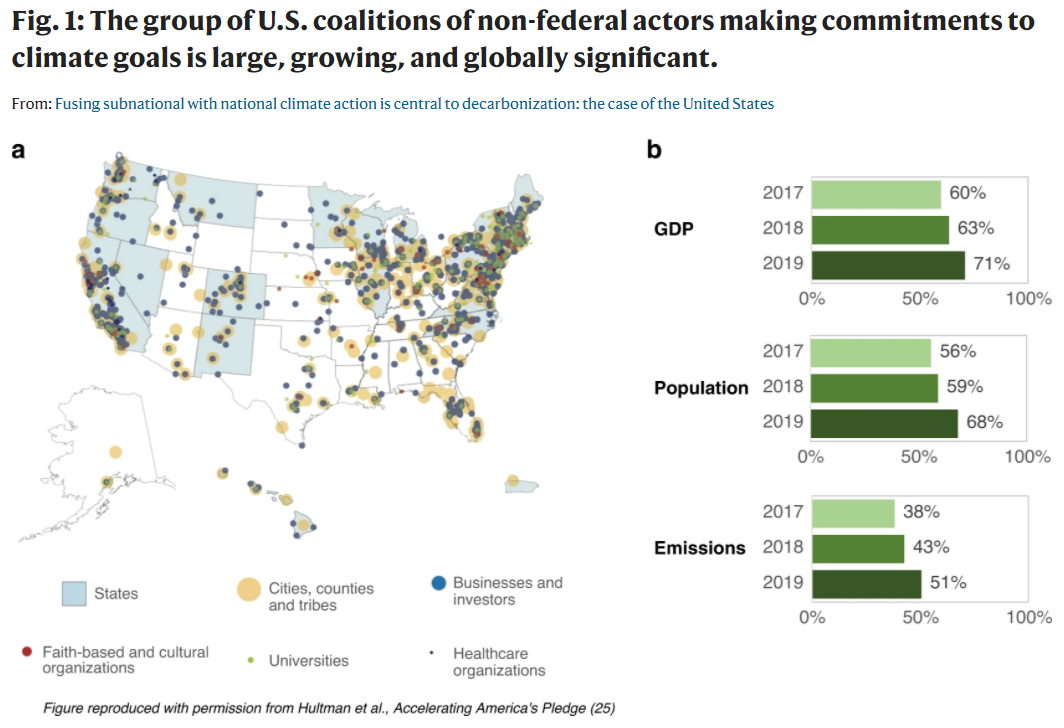 Fig. 1: The group of U.S. coalitions of non-federal actors making commitments to
climate goals is large, growing, and globally significant.
From: Fusing subnational with national climate action is central to decarbonization: the case of the United States
a
b
GDP
2017 60%
2018 63%
2019 71%
0% 50% 100%
Population
2017 56%
2018 59%
2019 68%
0% 50% 100%
Emissions
2017 38%
2018 43%
2019 51%
0% 50% 100%
States
Cities, counties
and tribes
Businesses and
investors
Faith-based and cultural
organizations
Universities
Healthcare
organizations
Figure reproduced with permission from Hultman et al., Accelerating America's Pledge (25)